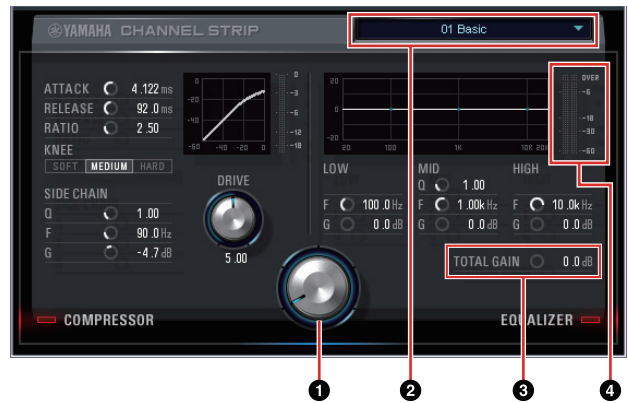 YAMAHA CHANNEL STRIP
01 Basic
ATTACK 4.122 ms
RELEASE 92.0 ms
RATIO 2.50
KNEE
SOFT MEDIUM HARD
SIDE CHAIN
Q 1.00
F 90.0 Hz
G -4.7 dB
0
-20
-40
-60 -40 -20 0
0
-6
-12
-18
DRIVE
5.00
20
0
-20
20 100 1K 10K 20K
OVER
-6
-18
-30
-60
LOW
F 100.0 Hz
G 0.0 dB
MID
Q 1.00
F 1.00k Hz
G 0.0 dB
HIGH
F 10.0k Hz
G 0.0 dB
TOTAL GAIN 0.0 dB
COMPRESSOR
EQUALIZER
1 2 3 4